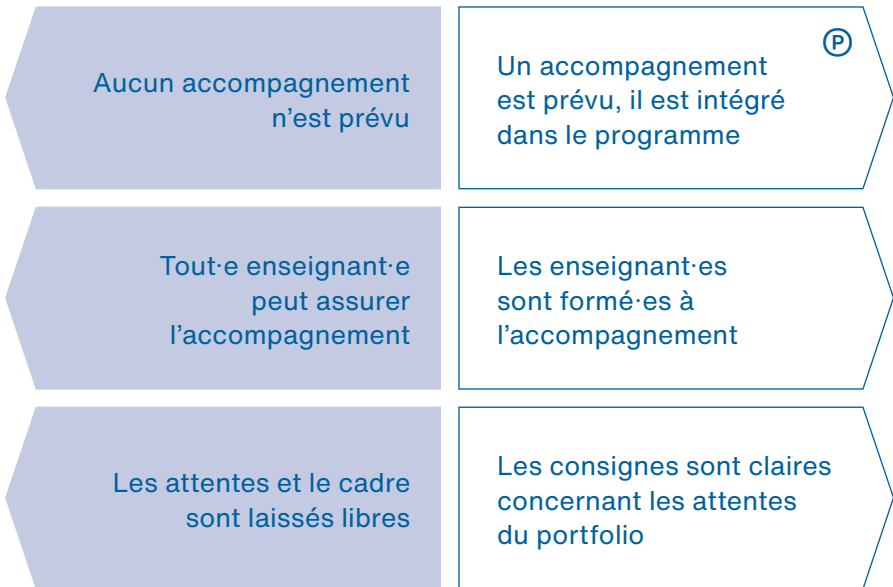 Aucun accompagnement
n’est prévu
Ⓟ
Un accompagnement
est prévu, il est intégré
dans le programme
Tout·e enseignant·e
peut assurer
l’accompagnement
Les enseignant·es
sont formé·es à
l’accompagnement
Les attentes et le cadre
sont laissés libres
Les consignes sont claires
concernant les attentes
du portfolio